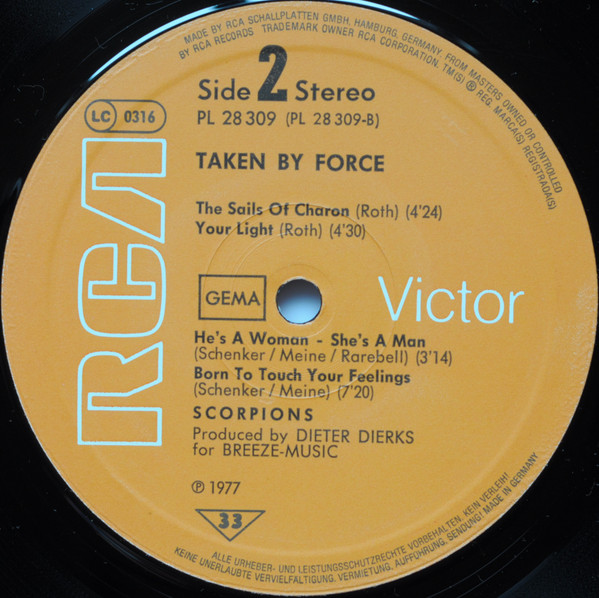 MADE BY RCA SCHALLPLATTEN GMBH, HAMBURG, GERMANY, FROM MASTERS OWNED OR CONTROLLED
BY RCA RECORDS TRADEMARK OWNER RCA CORPORATION. TM(S) ® REG. MARCA(S) REGISTRADA(S)
Side 2 Stereo
PL 28 309 (PL 28 309-B)
LC 0316
TAKEN BY FORCE
The Sails Of Charon (Roth) (4'24)
Your Light (Roth) (4'30)
RCA
GEMA
Victor
He's A Woman - She's A Man
(Schenker/Meine/Rarebell) (3'14)
Born To Touch Your Feelings
(Schenker/Meine) (7'20)
SCORPIONS
Produced by DIETER DIERKS
for BREEZE-MUSIC
℗ 1977
33
ALLE URHEBER- UND LEISTUNGSSCHUTZRECHTE VORBEHALTEN. KEIN VERLEIH!
KEINE UNERLAUBTE VERVIELFÄLTIGUNG, VERMIETUNG, AUFFÜHRUNG, SENDUNG! MADE IN GERMANY